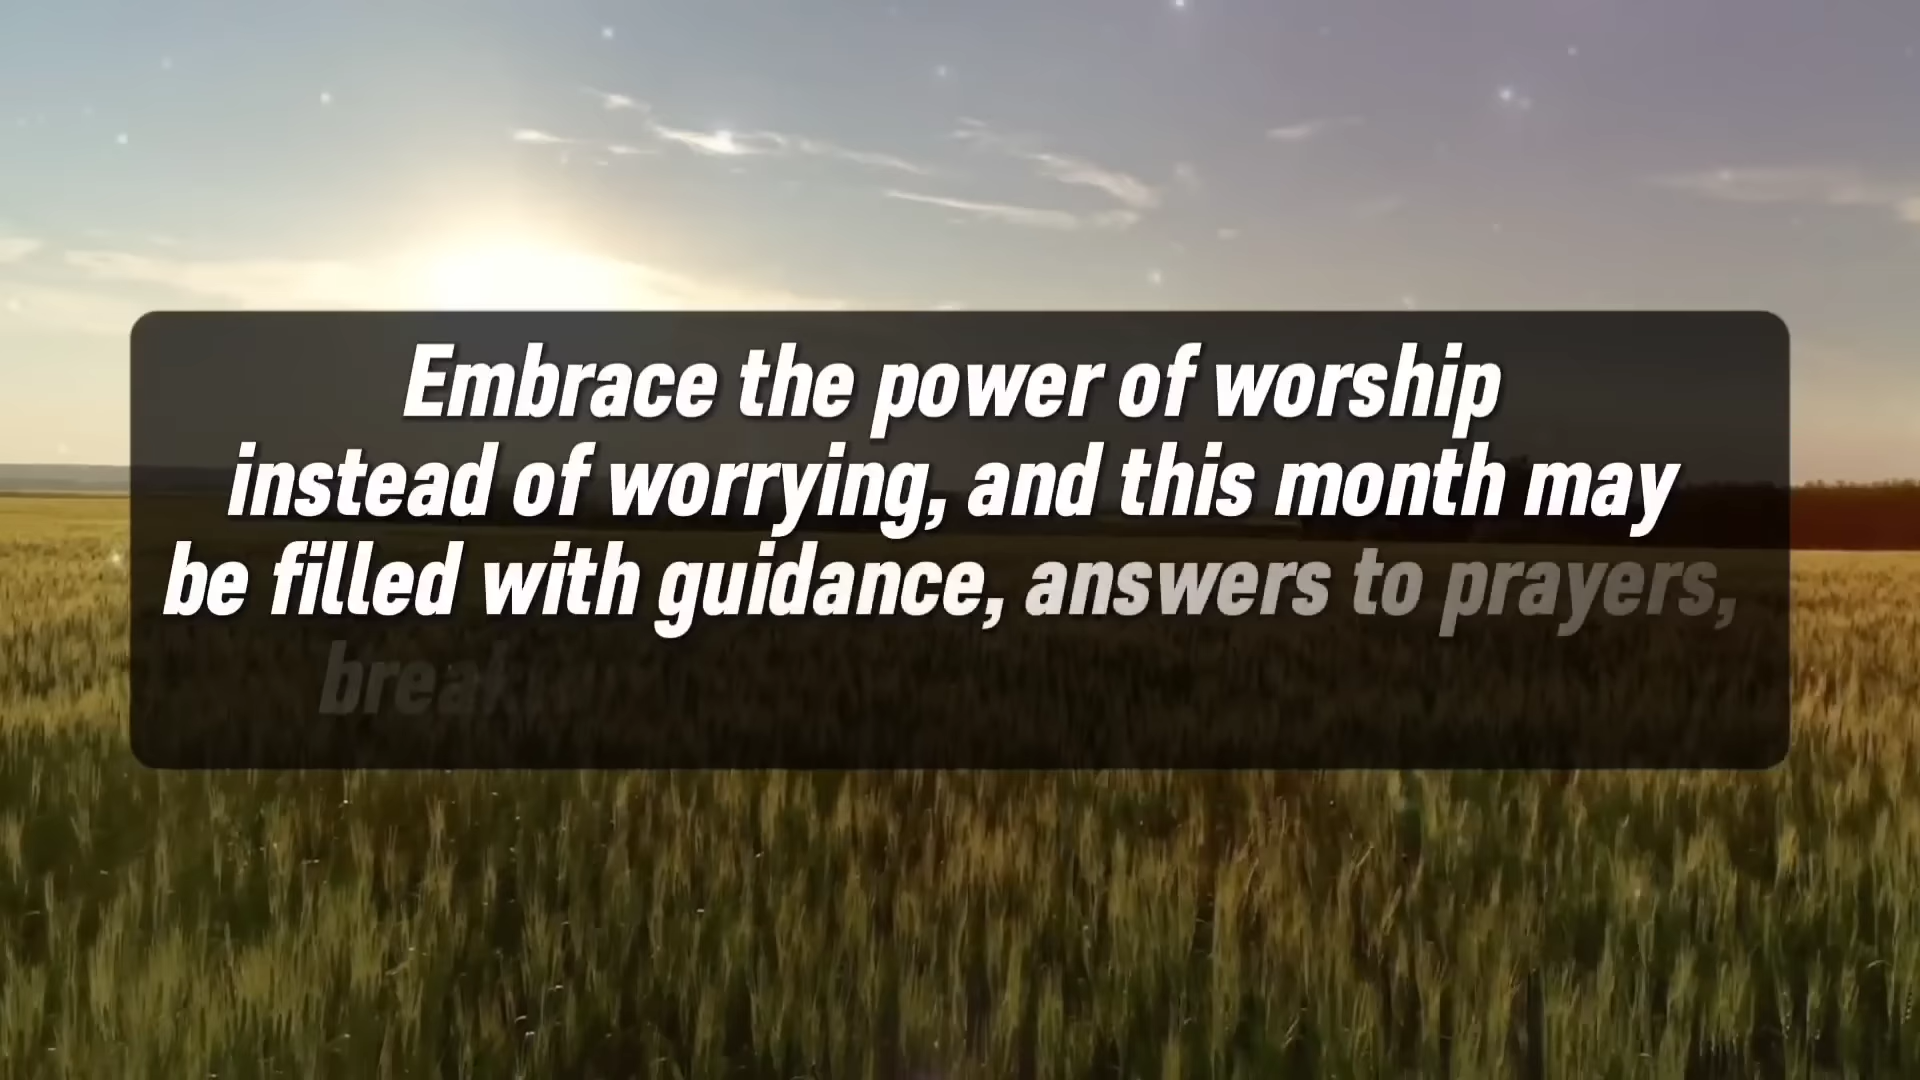 Embrace the power of worship
instead of worrying, and this month may
be filled with guidance, answers to prayers,